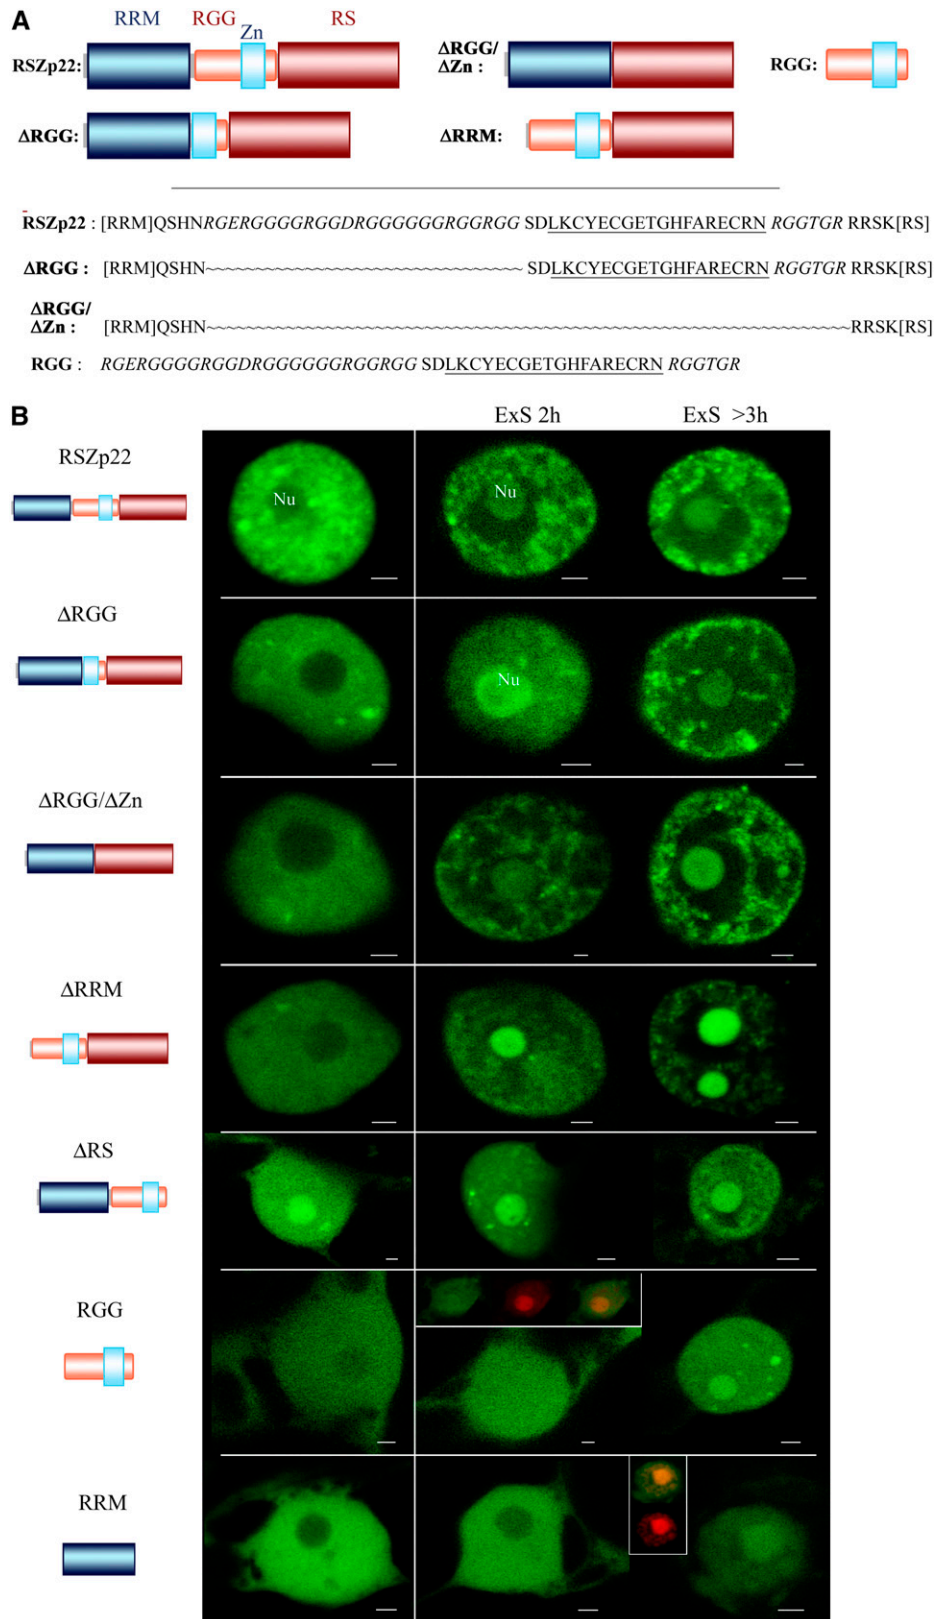 A
RRM RGG Zn RS
RSZp22:
ΔRGG/ΔZn :
RGG:
ΔRGG:
ΔRRM:
RSZp22 : [RRM]QSHNRGERGGGGRGGDRGGGGGGRGGRGG SDLKCYECGETGHFARECRN RGGTGR RRSK[RS]
ΔRGG : [RRM]QSHN~~~~~~~~~~~~~~~~~~~~~~~~~~~~ SDLKCYECGETGHFARECRN RGGTGR RRSK[RS]
ΔRGG/
ΔZn : [RRM]QSHN~~~~~~~~~~~~~~~~~~~~~~~~~~~~~~~~~~~~~~~~~~~~~~~~~~~~~~~~RRSK[RS]
RGG : RGERGGGGRGGDRGGGGGGRGGRGG SDLKCYECGETGHFARECRN RGGTGR
B
ExS 2h ExS >3h
RSZp22
Nu Nu
ΔRGG
Nu
ΔRGG/ΔZn
ΔRRM
ΔRS
RGG
RRM